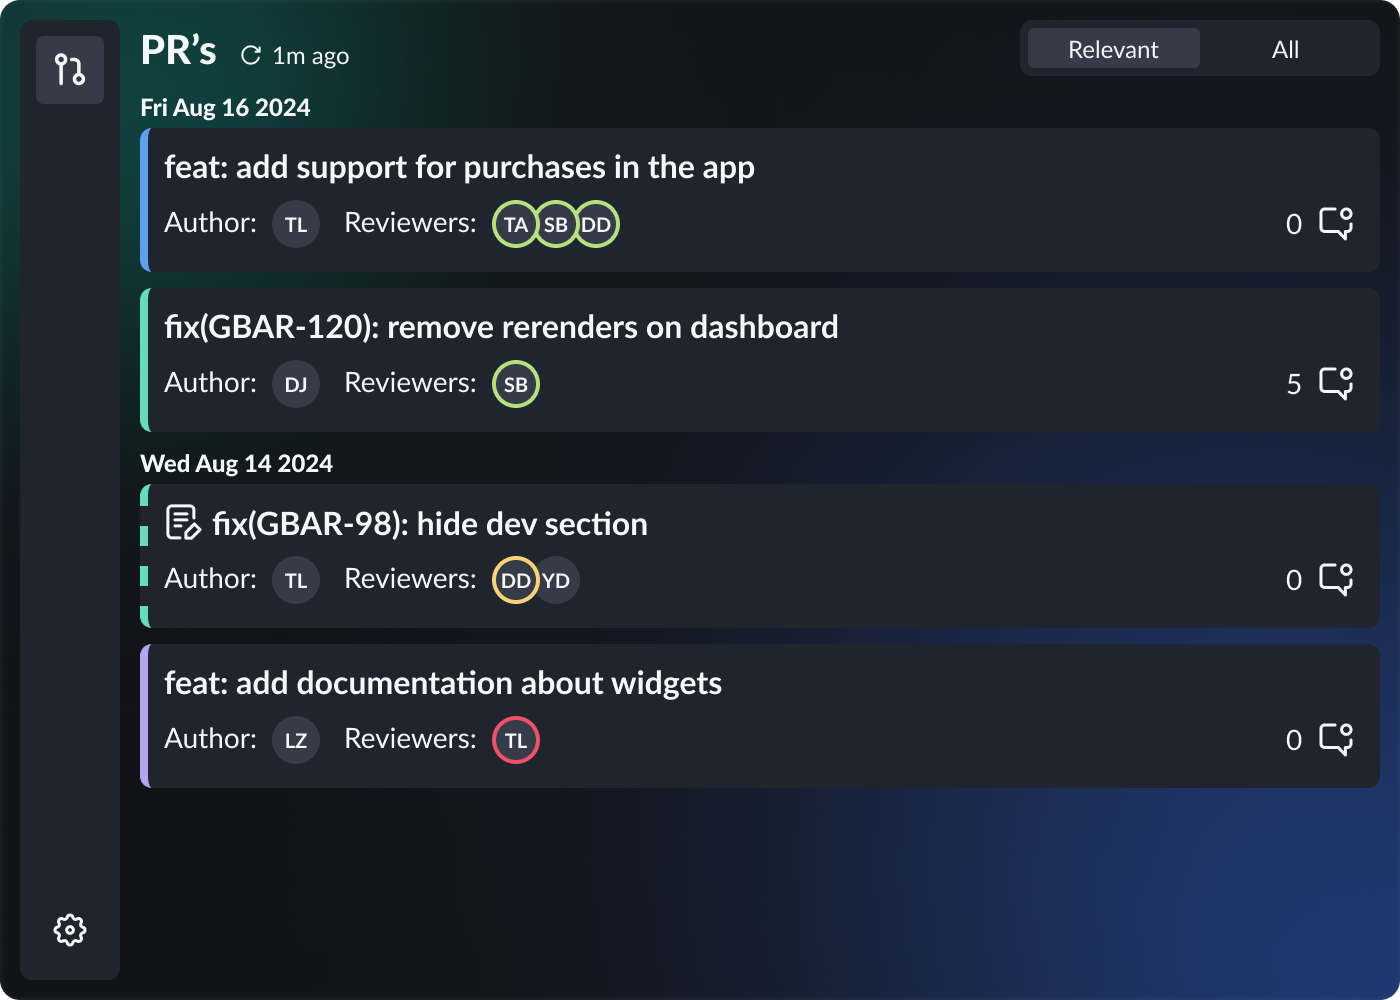 PR’s 1m ago Relevant All
Fri Aug 16 2024
feat: add support for purchases in the app
Author: TL Reviewers: TA SB DD 0
fix(GBAR-120): remove rerenders on dashboard
Author: DJ Reviewers: SB 5
Wed Aug 14 2024
fix(GBAR-98): hide dev section
Author: TL Reviewers: DD YD 0
feat: add documentation about widgets
Author: LZ Reviewers: TL 0